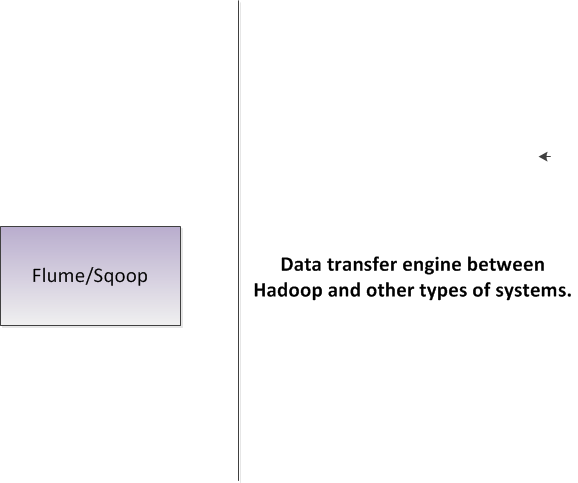 Flume/Sqoop
Data transfer engine between
Hadoop and other types of systems.